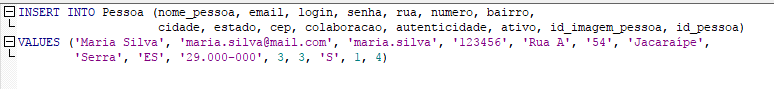 INSERT INTO Pessoa (nome_pessoa, email, login, senha, rua, numero, bairro,
cidade, estado, cep, colaboracao, autenticidade, ativo, id_imagem_pessoa, id_pessoa)
VALUES ('Maria Silva', 'maria.silva@mail.com', 'maria.silva', '123456', 'Rua A', '54', 'Jacaraípe',
'Serra', 'ES', '29.000-000', 3, 3, 'S', 1, 4)